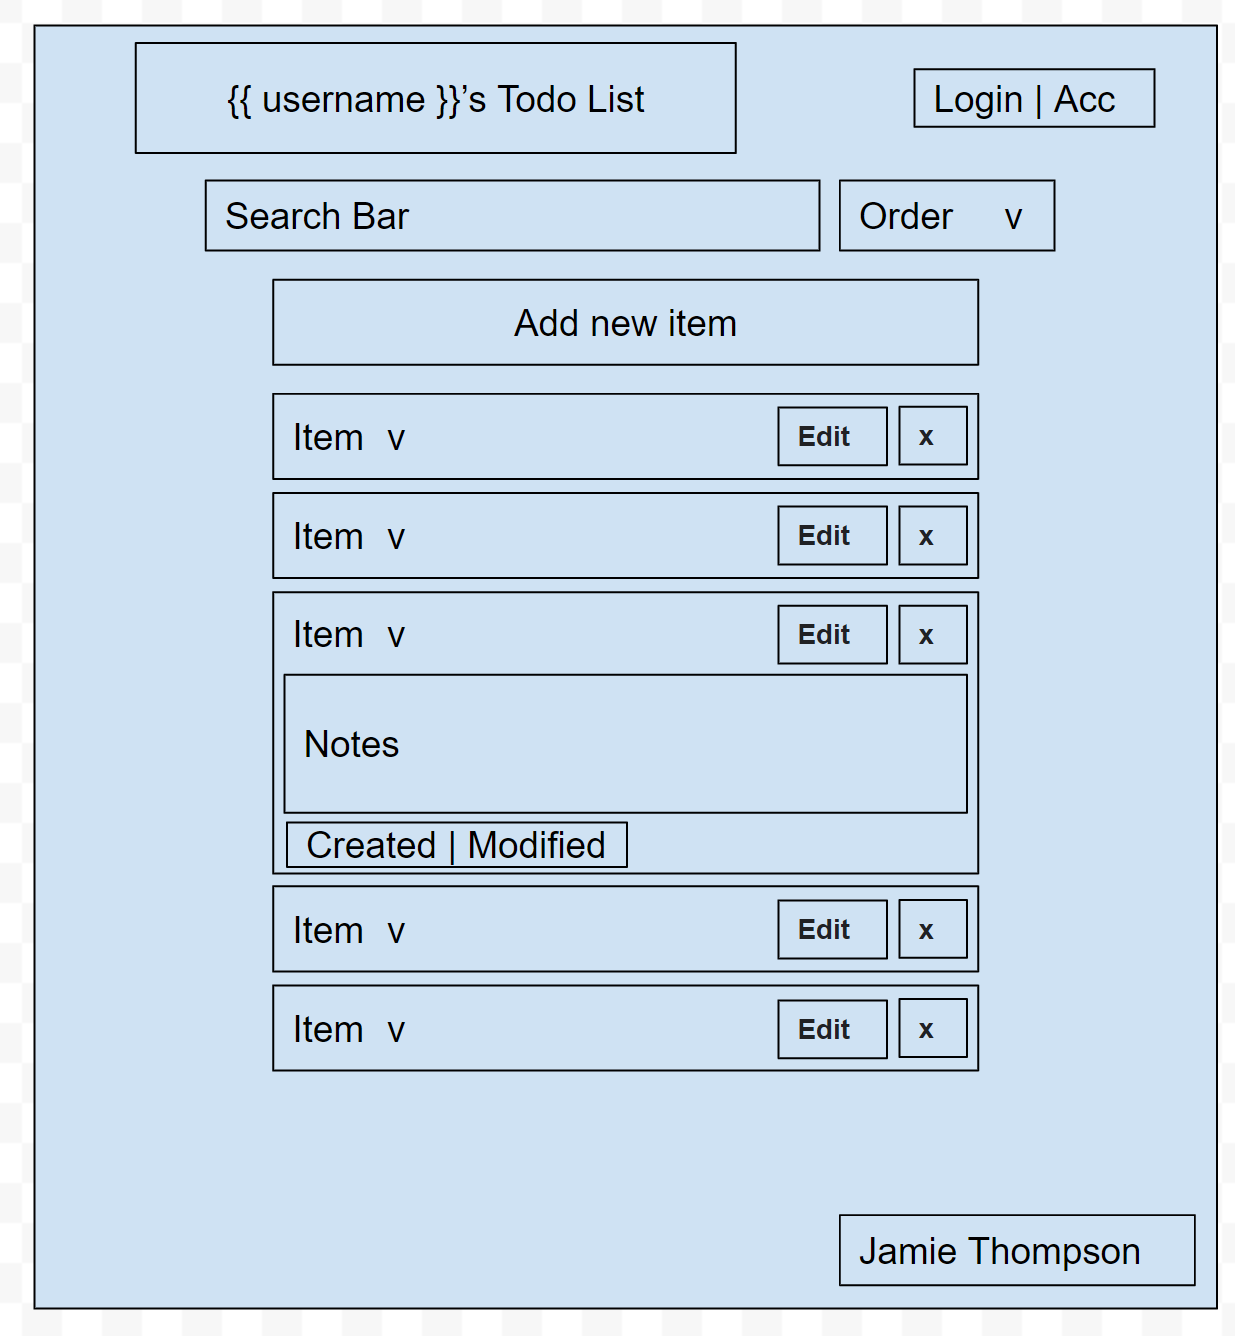 {{ username }}’s Todo List
Login | Acc
Search Bar
Order v
Add new item
Item v Edit x
Item v Edit x
Item v Edit x
Notes
Created | Modified
Item v Edit x
Item v Edit x
Jamie Thompson